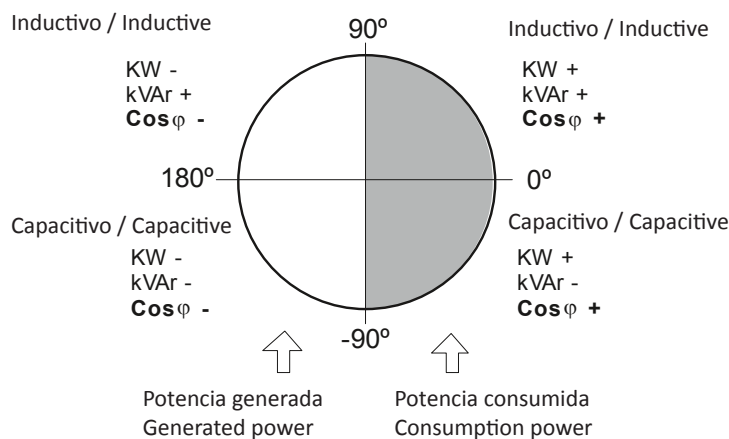 Inductivo / Inductive
90º
Inductivo / Inductive
KW -
kVAr +
Cosφ -
KW +
kVAr +
Cosφ +
180º
0º
Capacitivo / Capacitive
KW -
kVAr -
Cosφ -
Capacitivo / Capacitive
KW +
kVAr -
Cosφ +
-90º
Potencia generada
Generated power
Potencia consumida
Consumption power